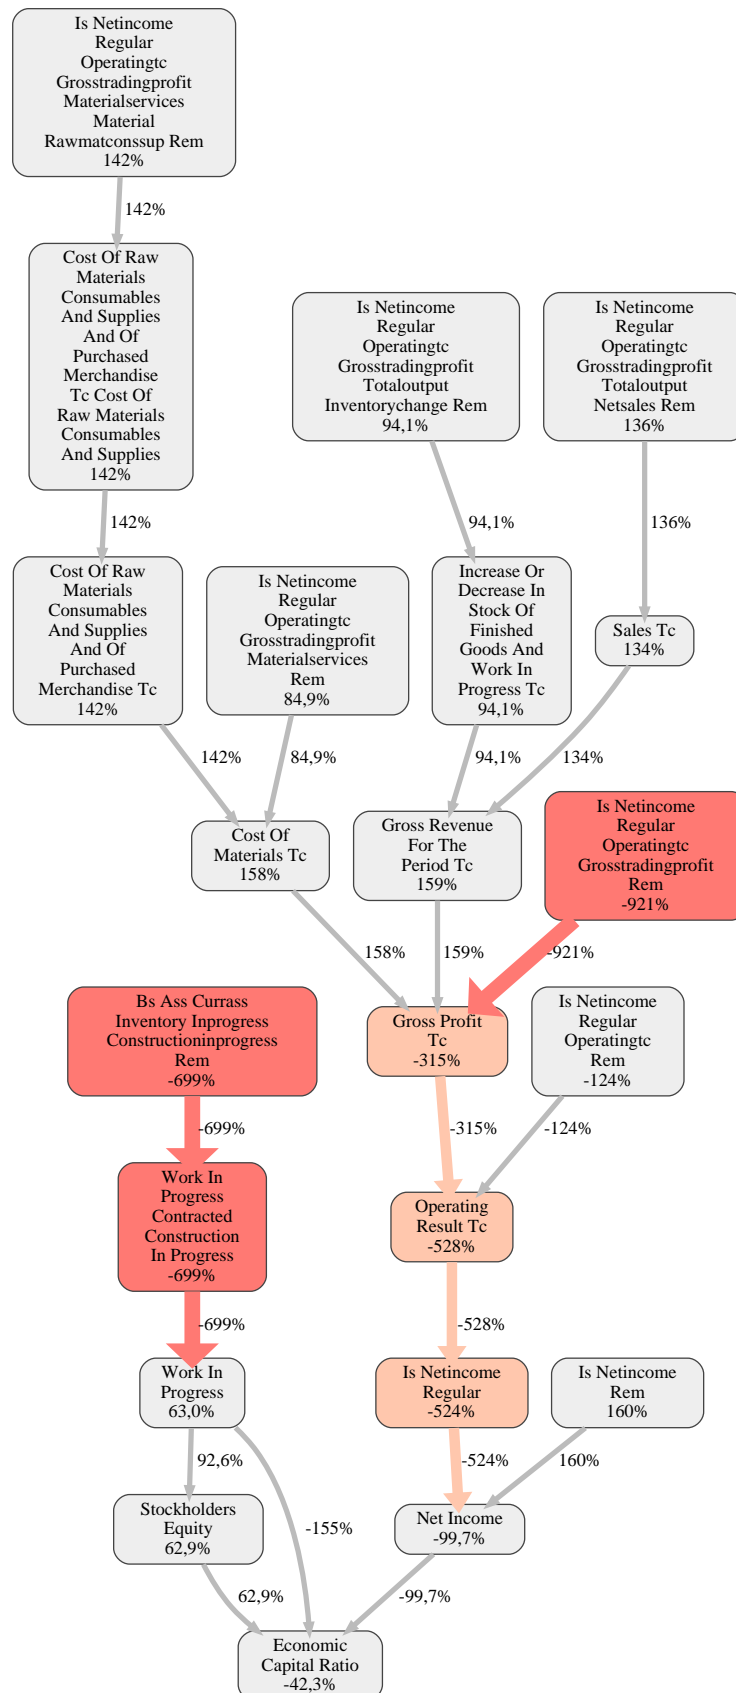 Is Netincome
Regular
Operatingtc
Grosstradingprofit
Materialservices
Material
Rawmatconssup Rem
142%
142%
Cost Of Raw
Materials
Consumables
And Supplies
And Of
Purchased
Merchandise
Tc Cost Of
Raw Materials
Consumables
And Supplies
142%
Is Netincome
Regular
Operatingtc
Grosstradingprofit
Totaloutput
Inventorychange Rem
94,1%
Is Netincome
Regular
Operatingtc
Grosstradingprofit
Totaloutput
Netsales Rem
136%
142%
94,1%
136%
Cost Of Raw
Materials
Consumables
And Supplies
And Of
Purchased
Merchandise Tc
142%
Is Netincome
Regular
Operatingtc
Grosstradingprofit
Materialservices
Rem
84,9%
Increase Or
Decrease In
Stock Of
Finished
Goods And
Work In
Progress Tc
94,1%
Sales Tc
134%
142%
84,9%
94,1%
134%
Cost Of
Materials Tc
158%
Gross Revenue
For The
Period Tc
159%
Is Netincome
Regular
Operatingtc
Grosstradingprofit
Rem
-921%
158%
159%
-921%
Bs Ass Currass
Inventory Inprogress
Constructioninprogress
Rem
-699%
Gross Profit
Tc
-315%
Is Netincome
Regular
Operatingtc
Rem
-124%
-699%
-315%
-124%
Work In
Progress
Contracted
Construction
In Progress
-699%
Operating
Result Tc
-528%
-699%
-528%
Work In
Progress
63,0%
Is Netincome
Regular
-524%
Is Netincome
Rem
160%
92,6%
-155%
-524%
160%
Stockholders
Equity
62,9%
Net Income
-99,7%
62,9%
-99,7%
Economic
Capital Ratio
-42,3%